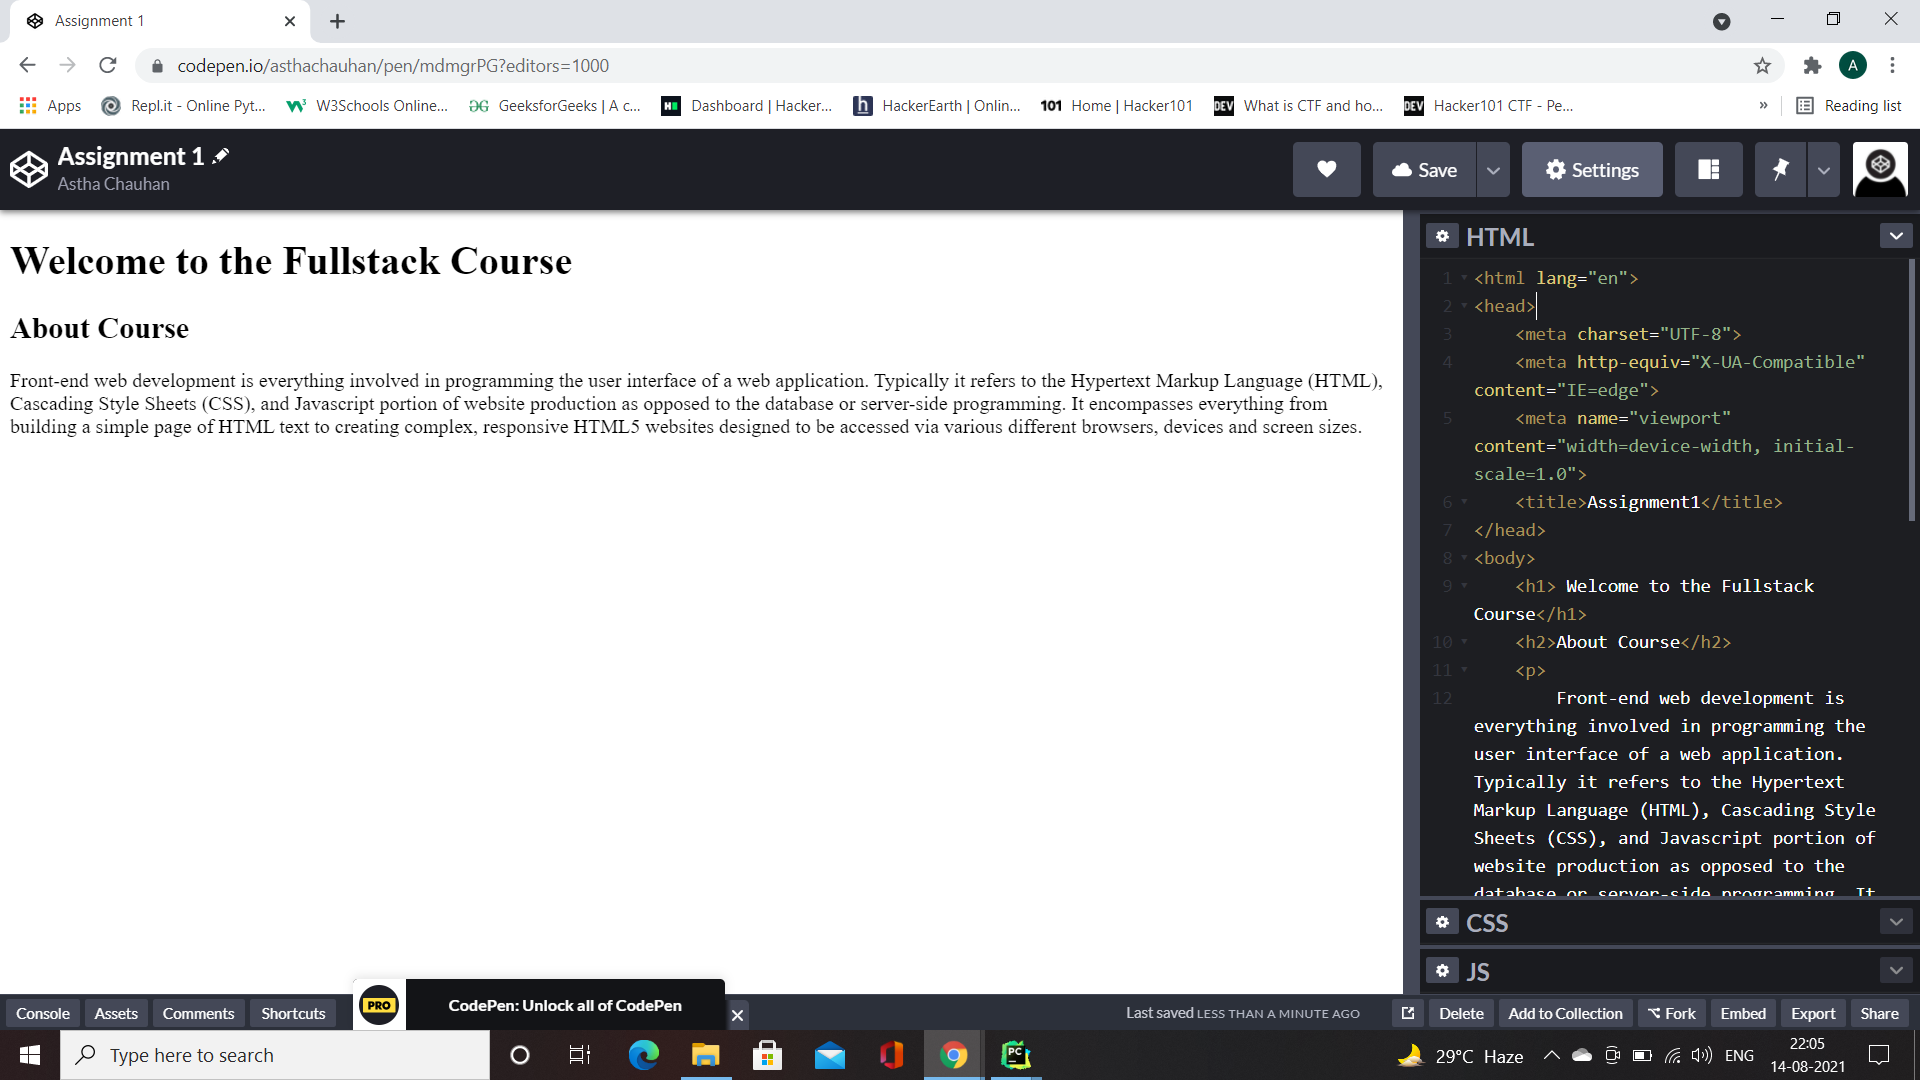 Assignment 1
codepen.io/asthachauhan/pen/mdmgrPG?editors=1000
Apps
Repl.it - Online Pyt...
W3Schools Online...
GeeksforGeeks | A c...
Dashboard | Hacker...
HackerEarth | Onlin...
101 Home | Hacker101
DEV What is CTF and ho...
DEV Hacker101 CTF - Pe...
»
Reading list
A
Assignment 1
Astha Chauhan
Save
Settings
Welcome to the Fullstack Course
About Course
Front-end web development is everything involved in programming the user interface of a web application. Typically it refers to the Hypertext Markup Language (HTML),
Cascading Style Sheets (CSS), and Javascript portion of website production as opposed to the database or server-side programming. It encompasses everything from
building a simple page of HTML text to creating complex, responsive HTML5 websites designed to be accessed via various different browsers, devices and screen sizes.
HTML
1 <html lang="en">
2 <head>
3 <meta charset="UTF-8">
4 <meta http-equiv="X-UA-Compatible"
content="IE=edge">
5 <meta name="viewport"
content="width=device-width, initial-
scale=1.0">
6 <title>Assignment1</title>
7 </head>
8 <body>
9 <h1> Welcome to the Fullstack
Course</h1>
10 <h2>About Course</h2>
11 <p>
12 Front-end web development is
everything involved in programming the
user interface of a web application.
Typically it refers to the Hypertext
Markup Language (HTML), Cascading Style
Sheets (CSS), and Javascript portion of
website production as opposed to the
database or server-side programming. It
CSS
JS
Console
Assets
Comments
Shortcuts
PRO
CodePen: Unlock all of CodePen
Last saved LESS THAN A MINUTE AGO
Delete
Add to Collection
Fork
Embed
Export
Share
Type here to search
PC
29°C Haze
ENG
22:05
14-08-2021